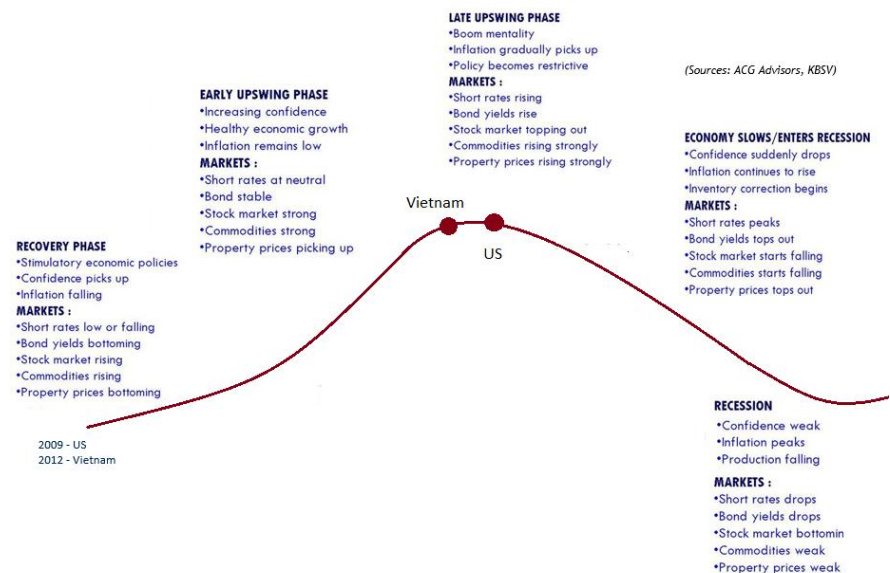 LATE UPSWING PHASE
•Boom mentality
•Inflation gradually picks up
•Policy becomes restrictive
MARKETS :
•Short rates rising
•Bond yields rise
•Stock market topping out
•Commodities rising strongly
•Property prices rising strongly
(Sources: ACG Advisors, KBSV)
EARLY UPSWING PHASE
•Increasing confidence
•Healthy economic growth
•Inflation remains low
MARKETS :
•Short rates at neutral
•Bond stable
•Stock market strong
•Commodities strong
•Property prices picking up
ECONOMY SLOWS/ENTERS RECESSION
•Confidence suddenly drops
•Inflation continues to rise
•Inventory correction begins
MARKETS :
•Short rates peaks
•Bond yields tops out
•Stock market starts falling
•Commodities starts falling
•Property prices tops out
Vietnam
US
RECOVERY PHASE
•Stimulatory economic policies
•Confidence picks up
•Inflation falling
MARKETS :
•Short rates low or falling
•Bond yields bottoming
•Stock market rising
•Commodities rising
•Property prices bottoming
2009 - US
2012 - Vietnam
RECESSION
•Confidence weak
•Inflation peaks
•Production falling
MARKETS :
•Short rates drops
•Bond yields drops
•Stock market bottomin
•Commodities weak
•Property prices weak